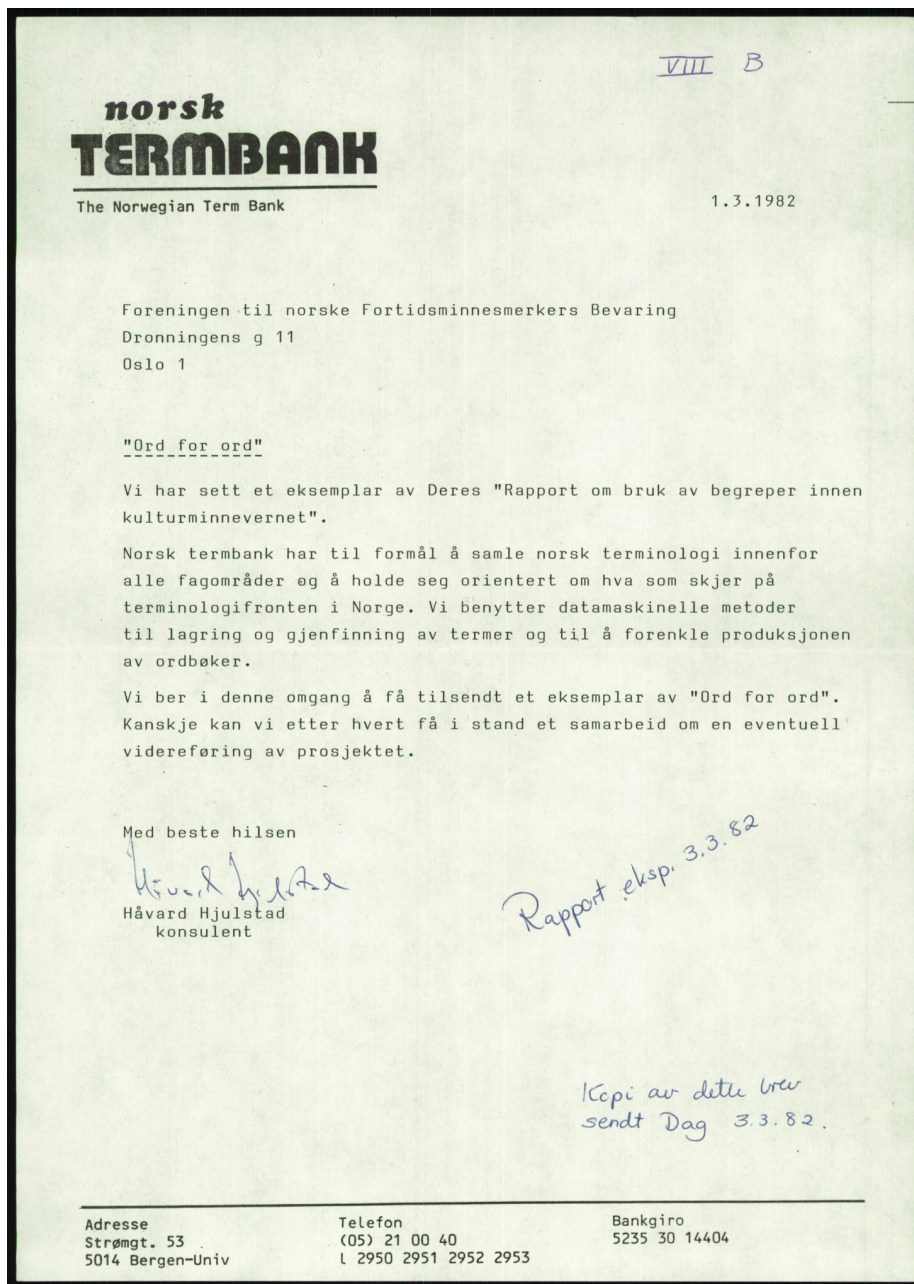 VIII B
norsk
TERMBANK
The Norwegian Term Bank
1.3.1982
Foreningen til norske Fortidsminnesmerkers Bevaring
Dronningens g 11
Oslo 1
"Ord for ord"
Vi har sett et eksemplar av Deres "Rapport om bruk av begreper innen
kulturminnevernet".
Norsk termbank har til formål å samle norsk terminologi innenfor
alle fagområder og å holde seg orientert om hva som skjer på
terminologifronten i Norge. Vi benytter datamaskinelle metoder
til lagring og gjenfinning av termer og til å forenkle produksjonen
av ordbøker.
Vi ber i denne omgang å få tilsendt et eksemplar av "Ord for ord".
Kanskje kan vi etter hvert få i stand et samarbeid om en eventuell
videreføring av prosjektet.
Med beste hilsen
Håvard Hjulstad
Håvard Hjulstad
konsulent
Rapport eksp. 3.3.82
Kopi av dette brev
sendt Dag 3.3.82.
Adresse
Strømgt. 53
5014 Bergen-Univ
Telefon
(05) 21 00 40
l 2950 2951 2952 2953
Bankgiro
5235 30 14404